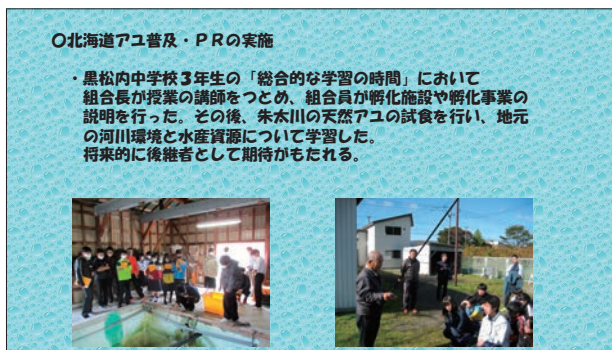 〇北海道アユ普及・PRの実施
・黒松内中学校3年生の「総合的な学習の時間」において
組合長が授業の講師をつとめ、組合員が孵化施設や孵化事業の
説明を行った。その後、朱太川の天然アユの試食を行い、地元
の河川環境と水産資源について学習した。
将来的に後継者として期待がもたれる。